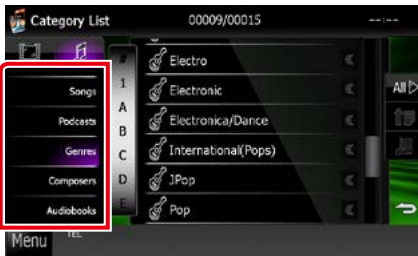 Category List 00009/00015 --:--
# Electro
1 Electronic All
Songs
A Electronica/Dance
Podcasts
B
Genres C International(Pops)
Composers D JPop
Audiobooks E Pop
Menu TEL